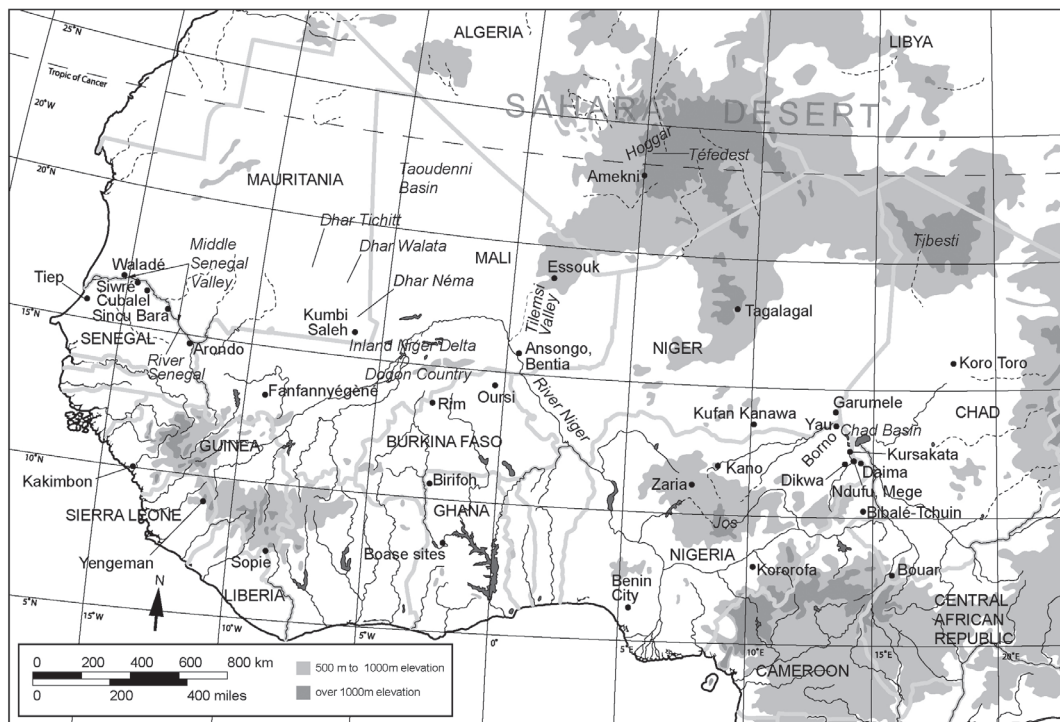 25°N
ALGERIA
LIBYA
Tropic of Cancer
20°W
SAHARA DESERT
Hoggar
Téfedest
Amekni
20°N
MAURITANIA
Taoudenni
Basin
Tibesti
Dhar Tichitt
Dhar Walata
Middle
Senegal
Valley
MALI
Essouk
Dhar Néma
Waladé
Tiep
Siwré
Cubalel
Sincu Bara
Kumbi
Saleh
Tilemsi
Valley
Tagalagal
15°N
SENEGAL
Arondo
Inland Niger Delta
Ansongo,
Bentia
NIGER
River
Senegal
Dogon Country
Koro Toro
Fanfannyégèné
Rim
Oursi
River Niger
Kufan Kanawa
Garumele
CHAD
Yau
Chad Basin
GUINEA
BURKINA FASO
Borno
Kursakata
10°N
Kakimbon
Kano
Daima
Birifoh
Zaria
Dikwa
Ndufu, Mege
SIERRA LEONE
GHANA
Jos
Bibalé-Tchuin
Yengeman
Sopie
Boase sites
NIGERIA
Kororofa
Bouar
N
LIBERIA
Benin
City
CENTRAL
AFRICAN
REPUBLIC
5°N
15°W
10°W
5°W
0°
5°E
10°E
15°E
20°E
CAMEROON
0 200 400 600 800 km
0 200 400 miles
500 m to 1000m elevation
over 1000m elevation